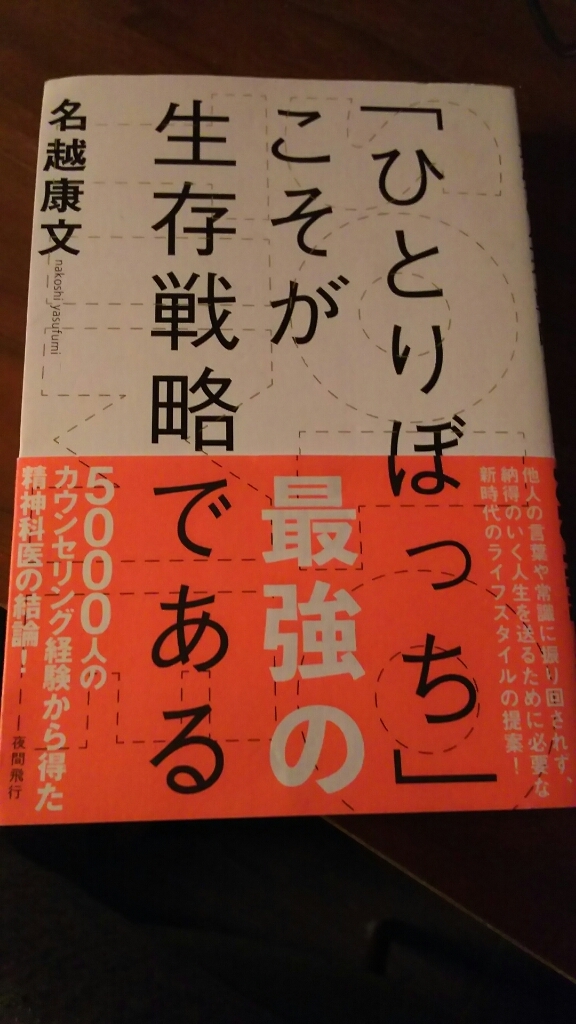 「ひとりぼっち」
こそが
最強の
生存戦略である
名越康文
nakoshi yasufumi
他人の言葉や常識に振り回されず、
納得のいく人生を送るために必要な
新時代のライフスタイルの提案!
5000人の
カウンセリング経験から得た
精神科医の結論!
夜間飛行